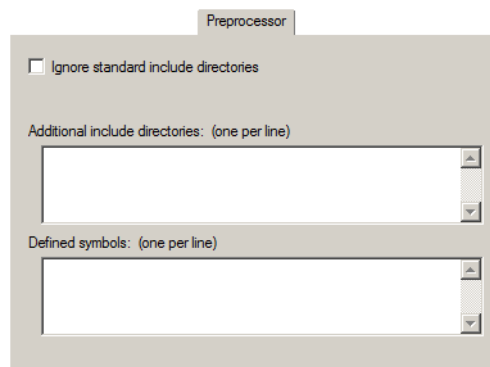 Preprocessor
Ignore standard include directories
Additional include directories: (one per line)
Defined symbols: (one per line)